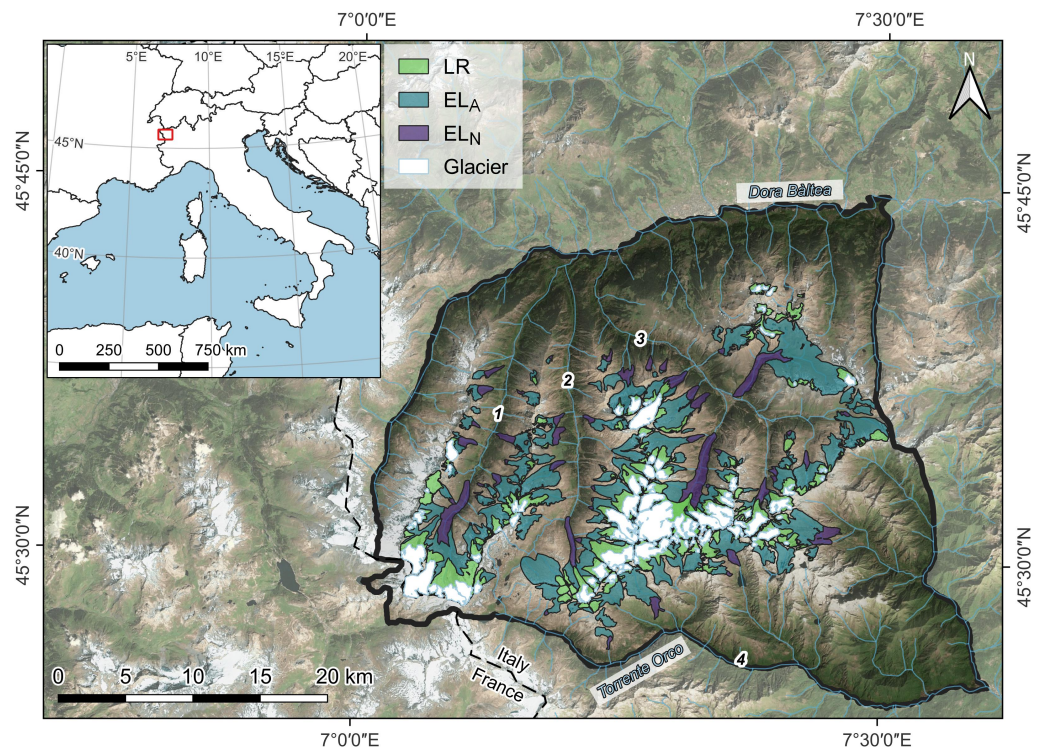 7°0′0″E
7°30′0″E
5°E
10°E
15°E
20°E
45°N
40°N
0
250
500
750 km
LR
ELA
ELN
Glacier
N
45°45′0″N
45°45′0″N
Dora Bàltea
3
2
1
45°30′0″N
45°30′0″N
4
Torrente Orco
Italy
France
0
5
10
15
20 km
7°0′0″E
7°30′0″E